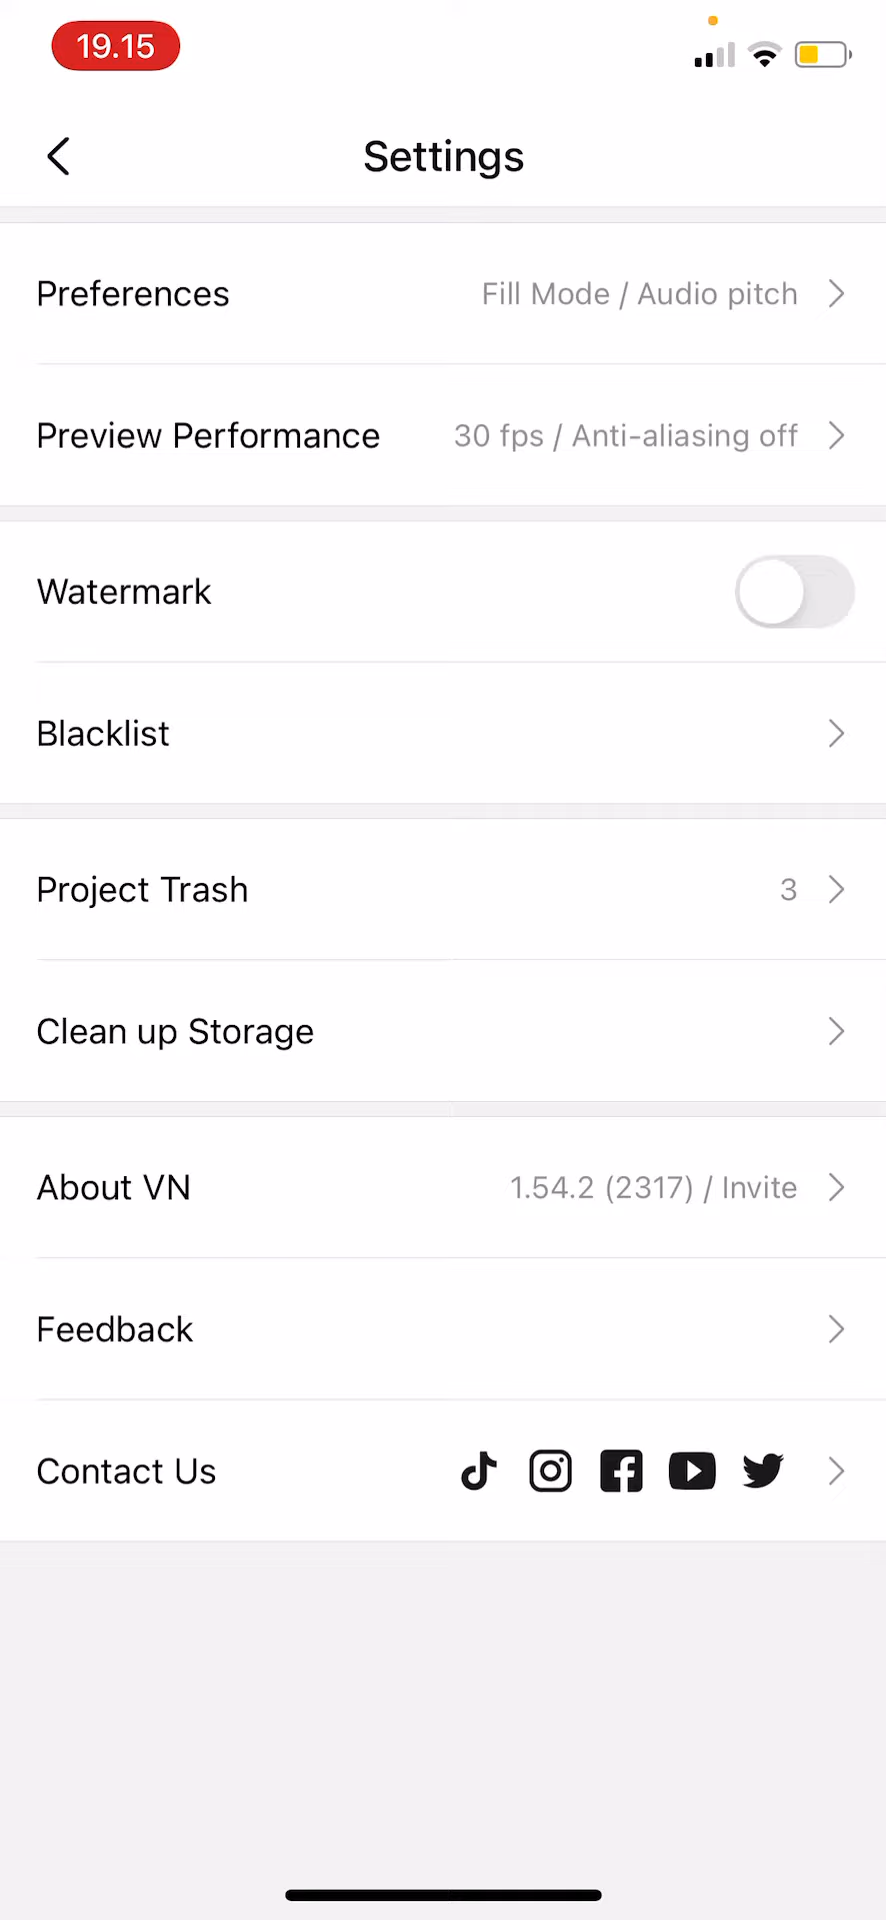 19.15
Settings
Preferences Fill Mode / Audio pitch
Preview Performance 30 fps / Anti-aliasing off
Watermark
Blacklist
Project Trash 3
Clean up Storage
About VN 1.54.2 (2317) / Invite
Feedback
Contact Us